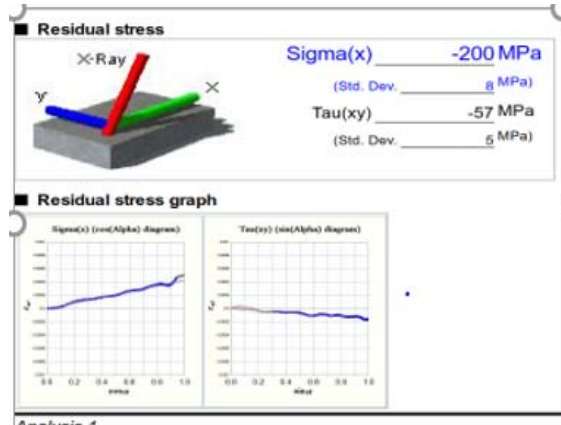 ■ Residual stress
X-Ray
Y
X
Sigma(x) -200 MPa
(Std. Dev. 8 MPa)
Tau(xy) -57 MPa
(Std. Dev. 5 MPa)
■ Residual stress graph
Sigma(x) (cos(Alpha) diagram)
0.0 0.2 0.4 0.6 0.8 1.0
Tau(xy) (sin(Alpha) diagram)
0.0 0.2 0.4 0.6 0.8 1.0
Analysis 1